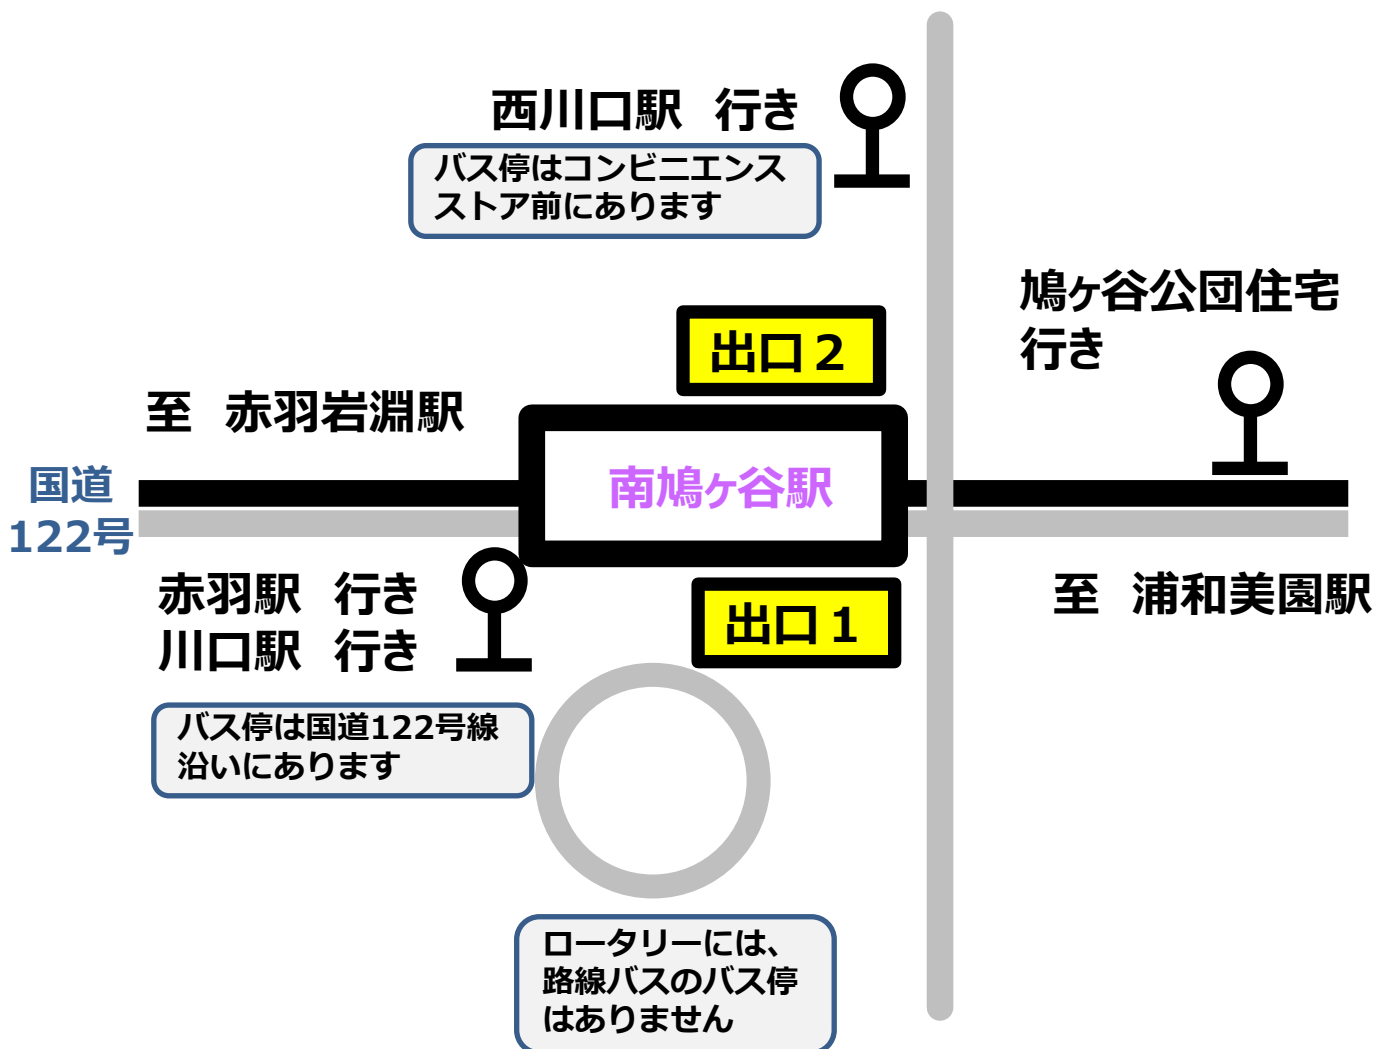 西川口駅　行き
バス停はコンビニエンス
ストア前にあります
鳩ヶ谷公団住宅
行き
出口２
至　赤羽岩淵駅
国道
122号
南鳩ヶ谷駅
赤羽駅　行き
川口駅　行き
出口１
至　浦和美園駅
バス停は国道122号線
沿いにあります
ロータリーには、
路線バスのバス停
はありません